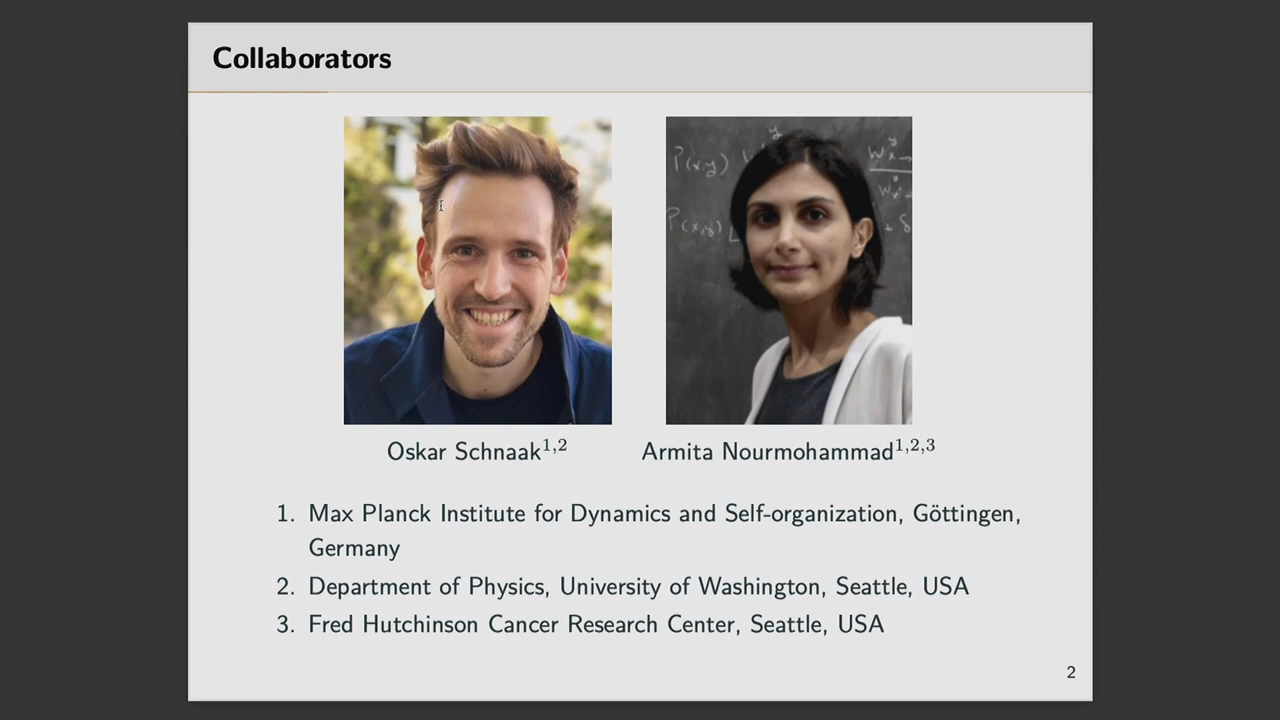 Collaborators
P(x,y)
P(x,y)
Oskar Schnaak1,2
Armita Nourmohammad1,2,3
1. Max Planck Institute for Dynamics and Self-organization, Göttingen,
Germany
2. Department of Physics, University of Washington, Seattle, USA
3. Fred Hutchinson Cancer Research Center, Seattle, USA
2